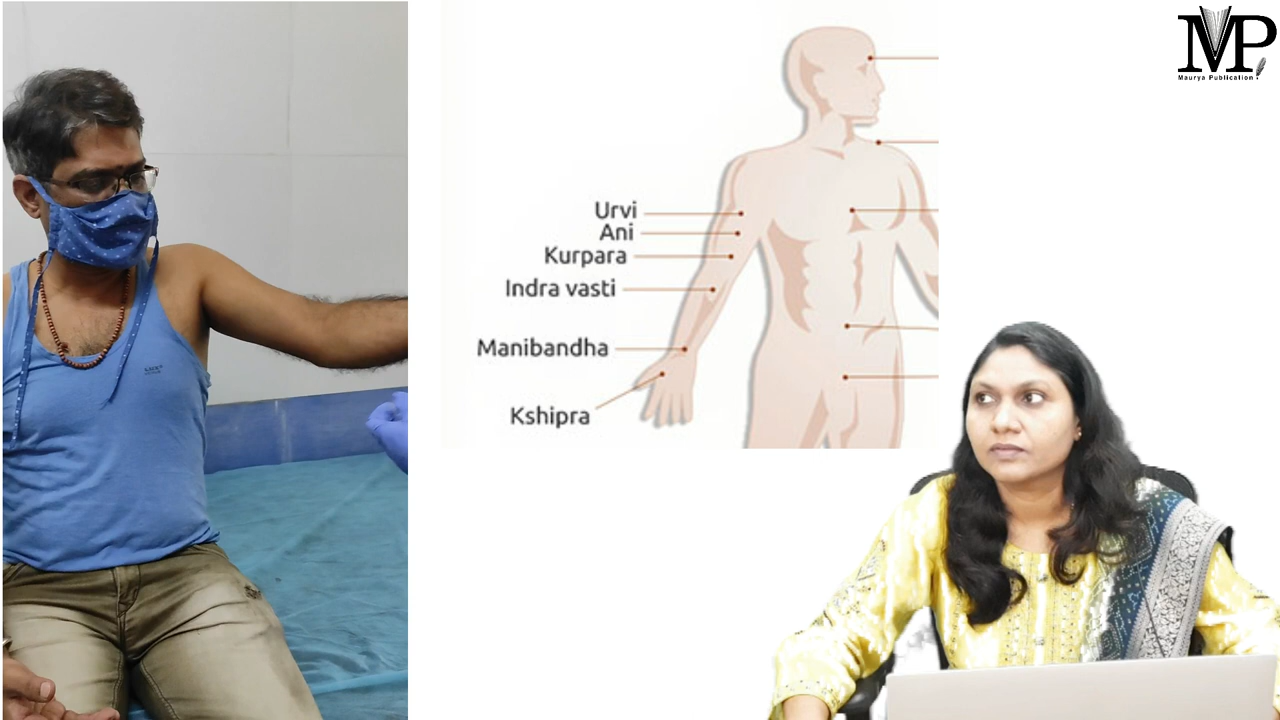 MP
Maurya Publication
Urvi
Ani
Kurpara
Indra vasti
Manibandha
Kshipra